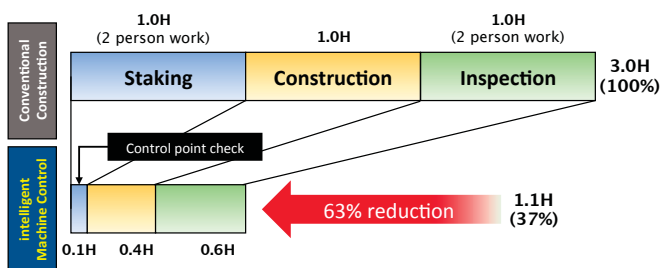 1.0H
(2 person work)
1.0H
1.0H
(2 person work)
Conventional
Construction
Staking
Construction
Inspection
3.0H
(100%)
Control point check
intelligent
Machine Control
63% reduction
1.1H
(37%)
0.1H
0.4H
0.6H